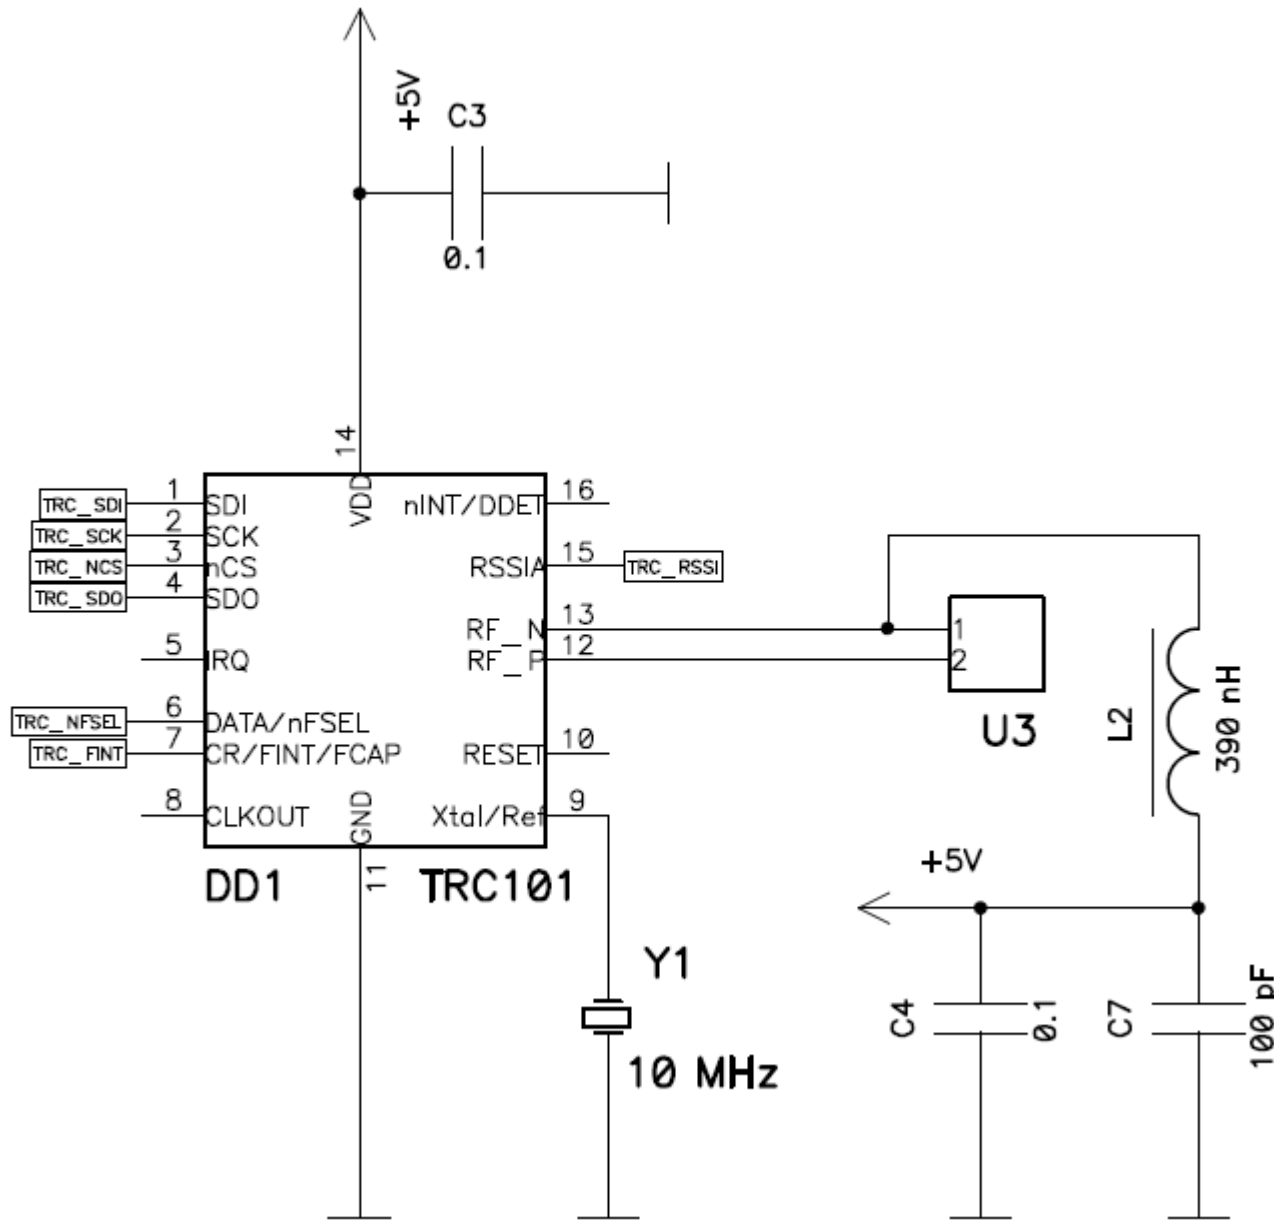 +5V
C3
0.1
14
VDD
TRC_SDI 1 SDI
TRC_SCK 2 SCK
TRC_NCS 3 nCS
TRC_SDO 4 SDO
5 IRQ
TRC_NFSEL 6 DATA/nFSEL
TRC_FINT 7 CR/FINT/FCAP
8 CLKOUT
nINT/DDET 16
RSSIA 15 TRC_RSSI
RF_N 13
RF_P 12
RESET 10
Xtal/Ref 9
GND
11
DD1
TRC101
1
2
U3
L2
390 nH
+5V
Y1
10 MHz
C4
0.1
C7
100 pF